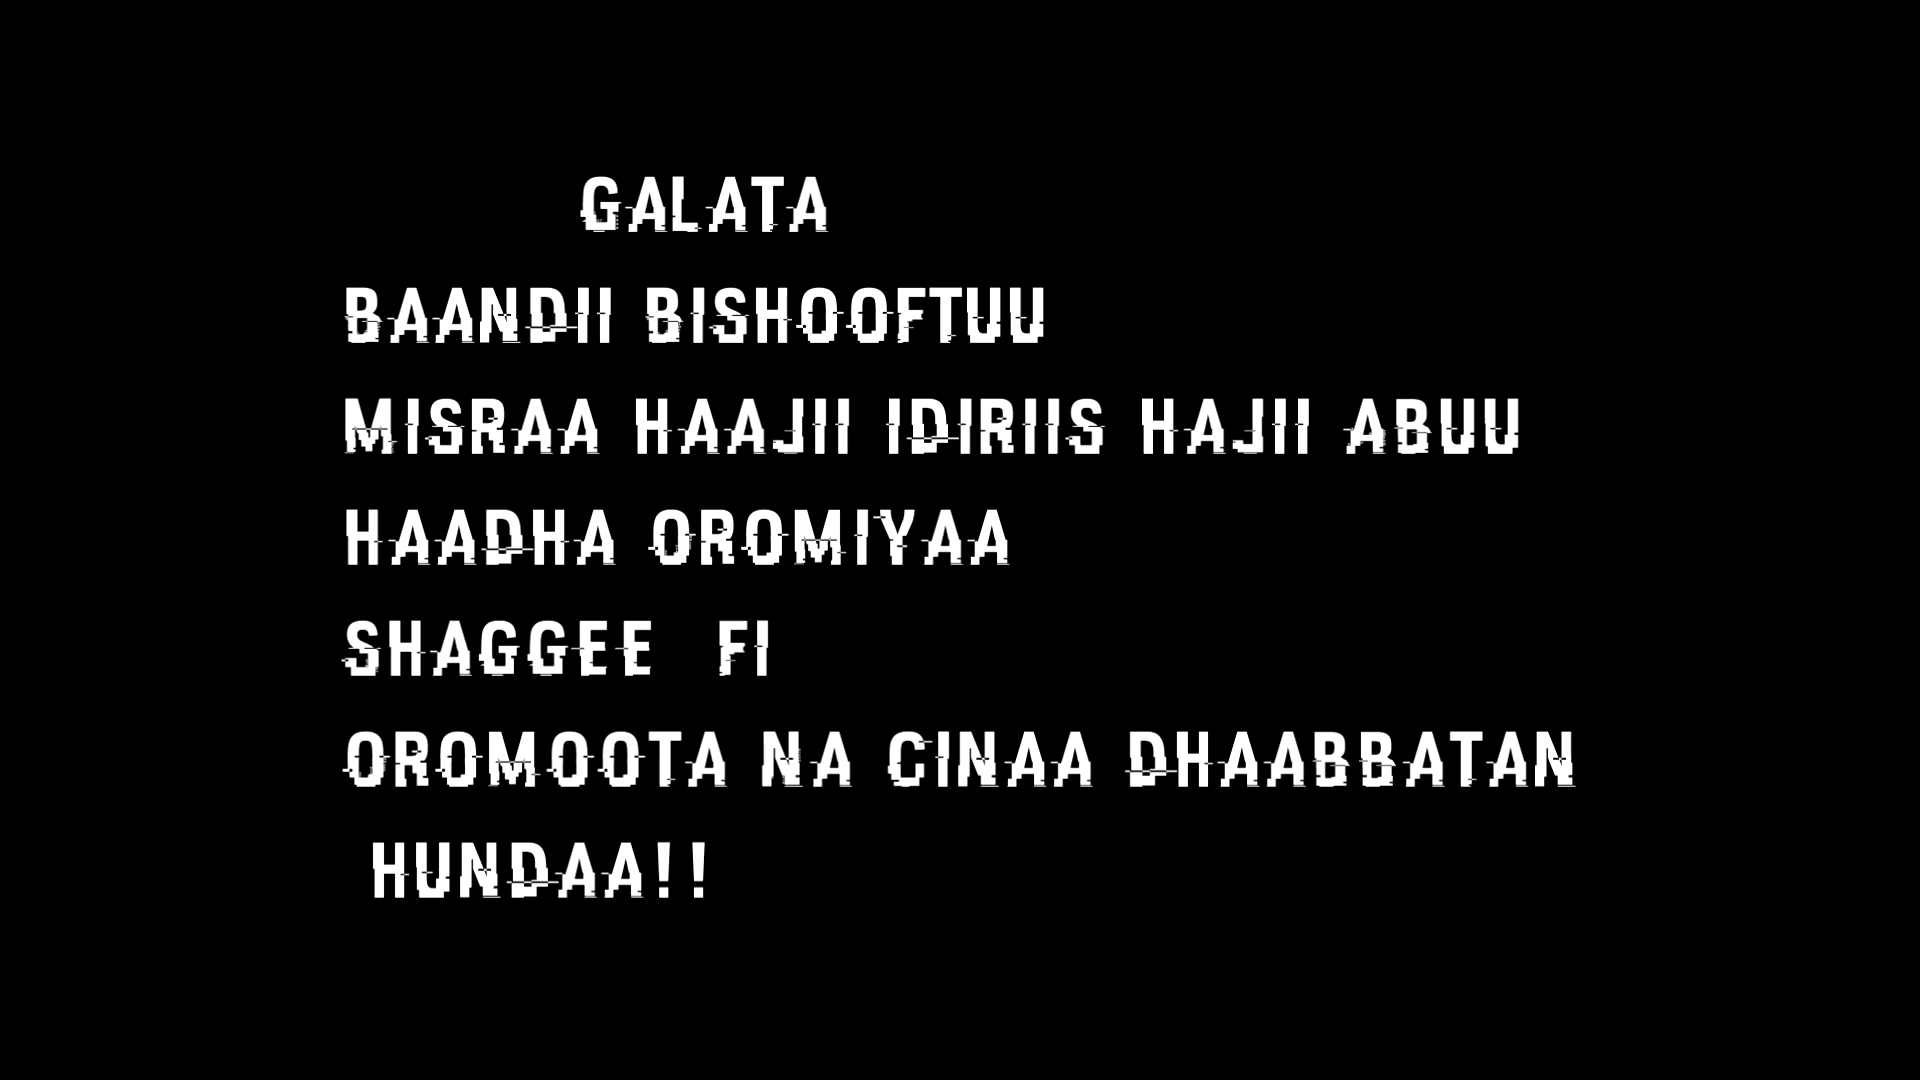 GALATA
BAANDII BISHOOFTUU
MISRAA HAAJII IDIRIIS HAJII ABUU
HAADHA OROMIYAA
SHAGGEE FI
OROMOOTA NA CINAA DHAABBATAN
HUNDAA!!